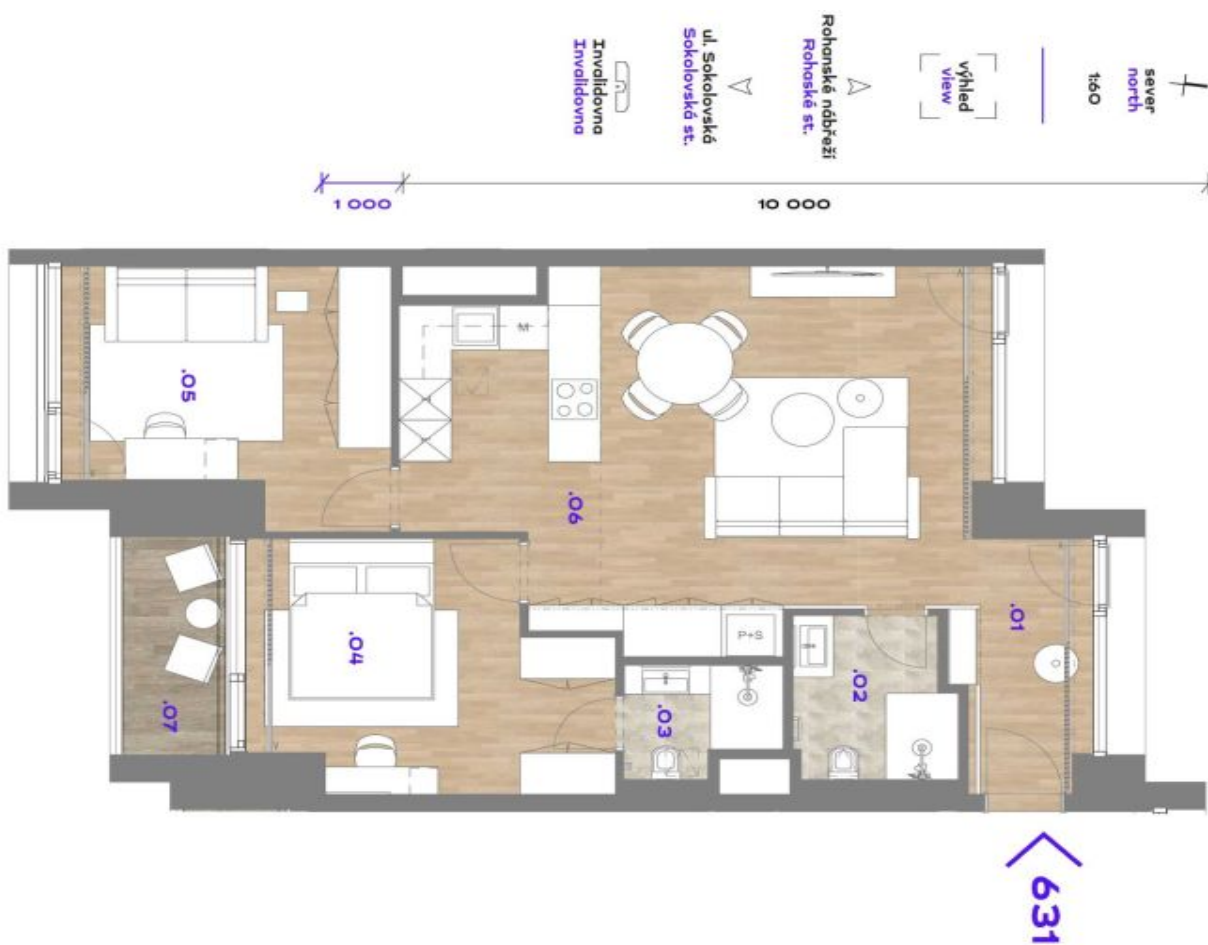 sever
north
1:60
výhled
view
Rohanské nábřeží
Rohaské st.
ul. Sokolovská
Sokolovská st.
Invalidovna
Invalidovna
1 000
10 000
.05
.06
.01
.04
.02
.03
.07
M
P+S
631